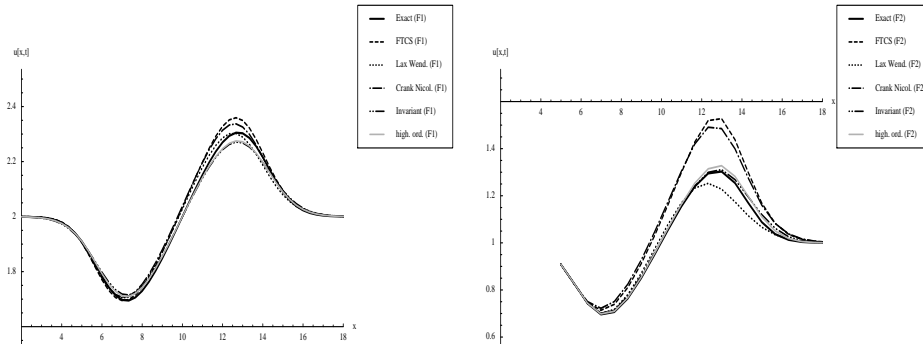 Exact (F1)
FTCS (F1)
Lax Wend. (F1)
Crank Nicol. (F1)
Invariant (F1)
high. ord. (F1)
u[x,t]
2.4
2.2
2
1.8
4 6 8 10 12 14 16 18
x
Exact (F2)
FTCS (F2)
Lax Wend. (F2)
Crank Nicol. (F2
Invariant (F2)
high. ord. (F2)
u[x,t]
x
4 6 8 10 12 14 16 18
1.4
1.2
1
0.8
0.6